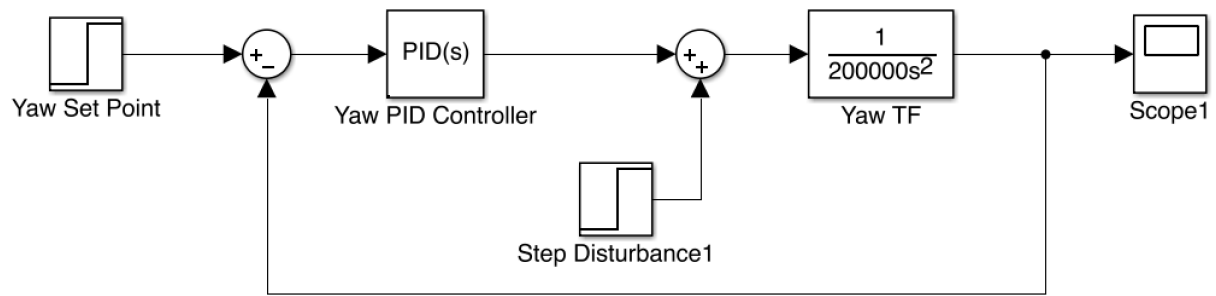 Yaw Set Point
+
−
PID(s)
Yaw PID Controller
+
+
1
200000s²
Yaw TF
Scope1
Step Disturbance1